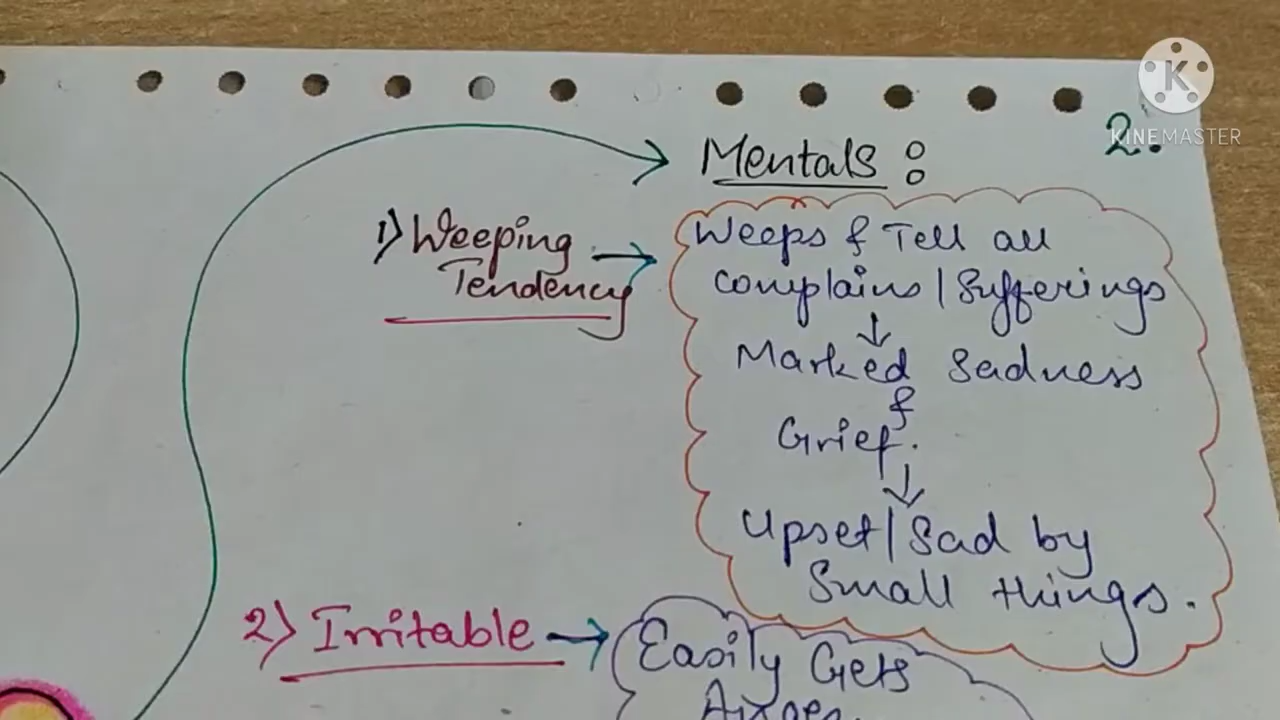 KINEMASTER
2.
Mentals :
1) Weeping
Tendency
Weeps & Tell all
complains / Sufferings
↓
Marked Sadness
&
Grief.
↓
Upset / Sad by
Small things.
2) Irritable →
Easily Gets